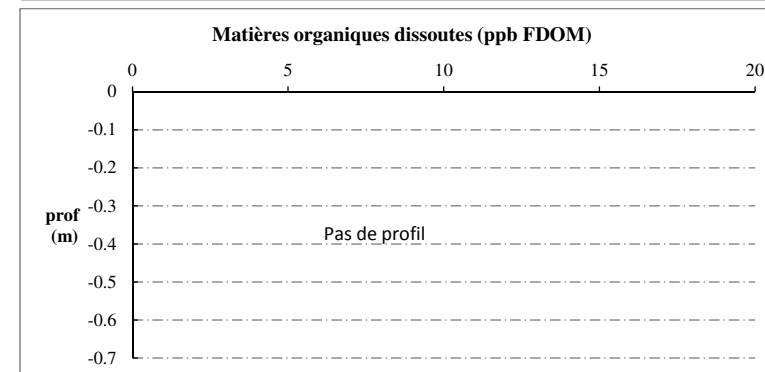 Matières organiques dissoutes (ppb FDOM)
0 5 10 15 20
0
-0.1
-0.2
-0.3
prof
(m)
Pas de profil
-0.4
-0.5
-0.6
-0.7